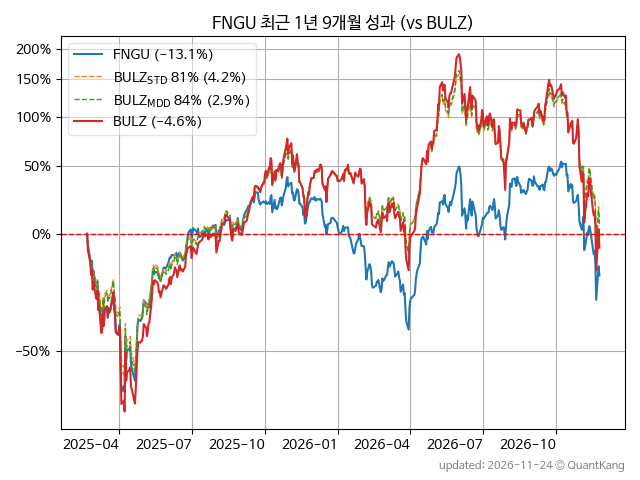 FNGU 최근 1년 9개월 성과 (vs BULZ)
200%
150%
100%
50%
0%
−50%
FNGU (−13.1%)
BULZSTD 81% (4.2%)
BULZMDD 84% (2.9%)
BULZ (−4.6%)
2025−04 2025−07 2025−10 2026−01 2026−04 2026−07 2026−10
updated: 2026−11−24 © QuantKang